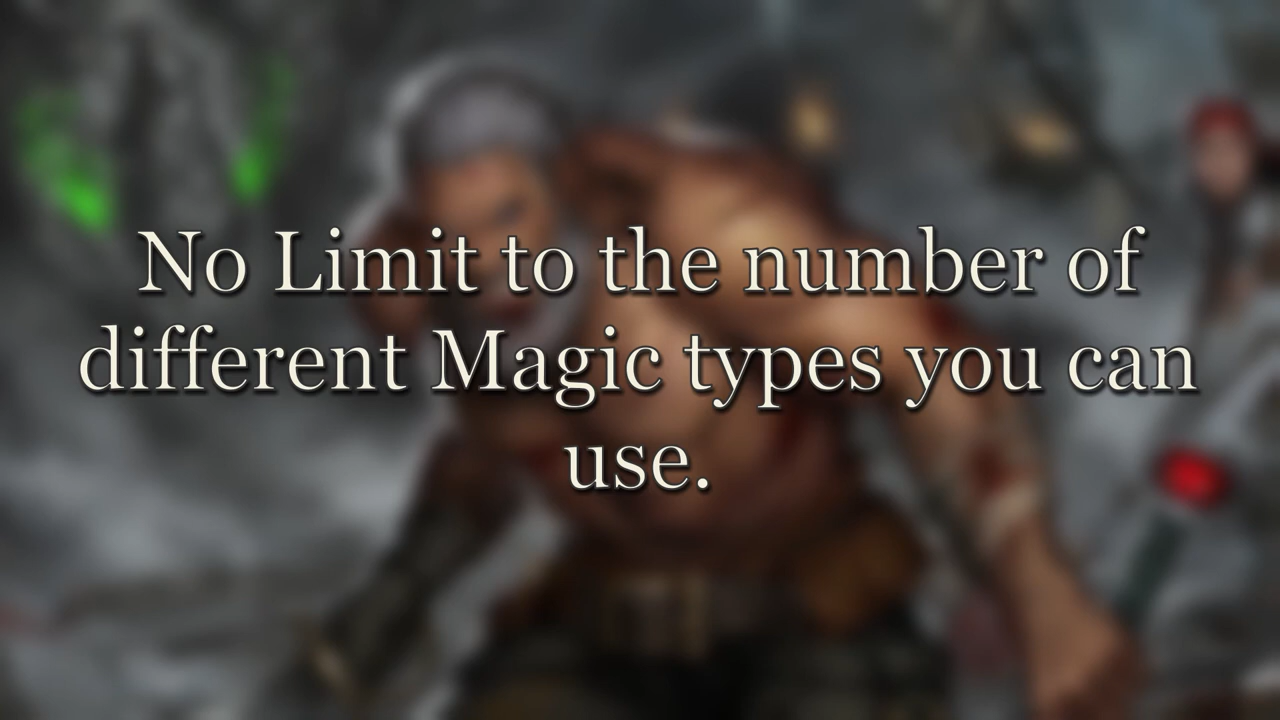 No Limit to the number of
different Magic types you can
use.